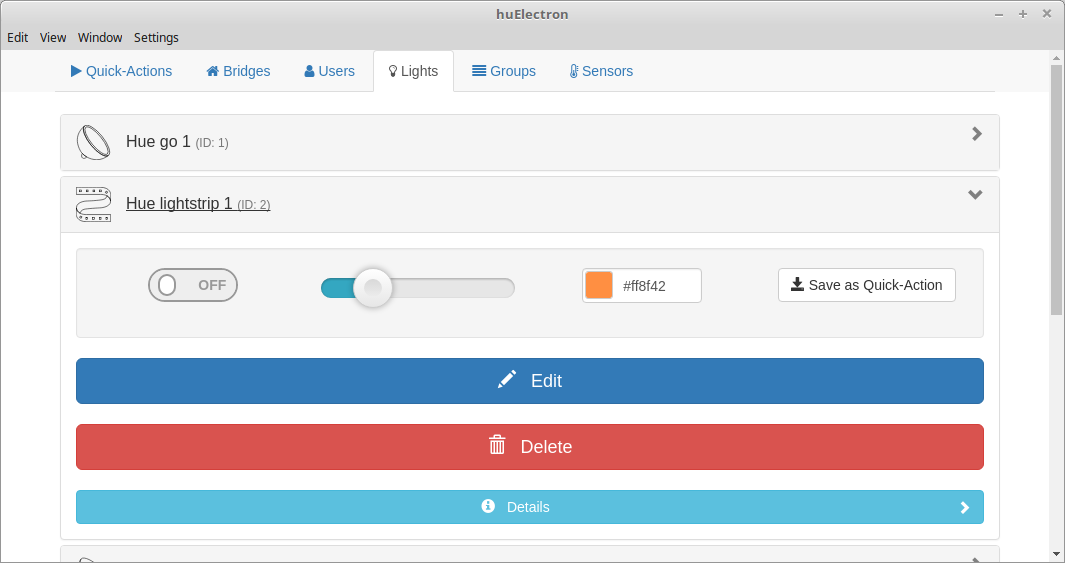 huElectron
Edit View Window Settings
Quick-Actions Bridges Users Lights Groups Sensors
Hue go 1 (ID: 1)
Hue lightstrip 1 (ID: 2)
OFF #ff8f42 Save as Quick-Action
Edit
Delete
Details